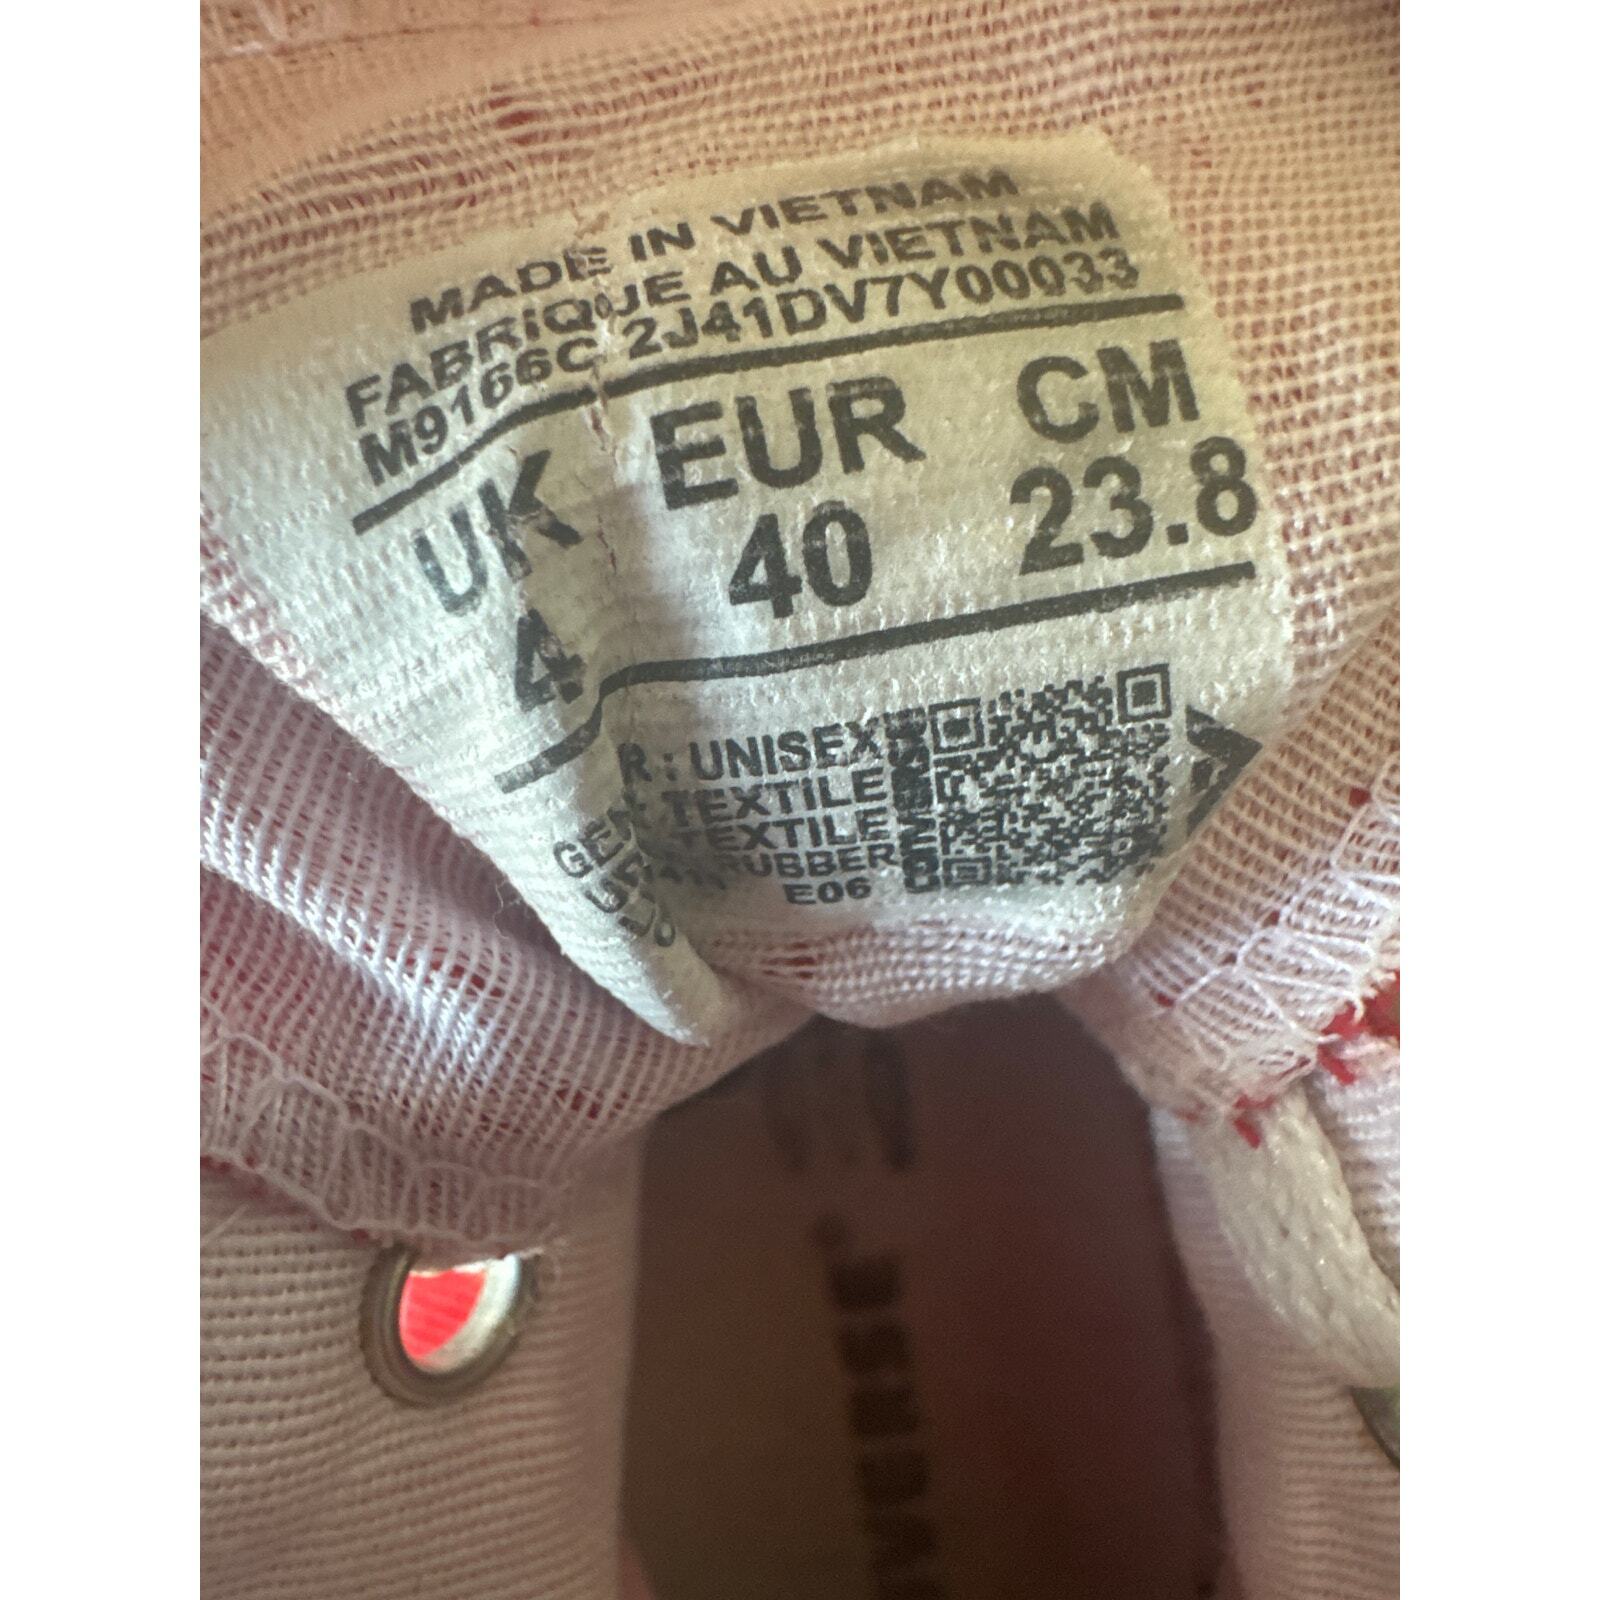 MADE IN VIETNAM
FABRIQUE AU VIETNAM
M9166C 2J41DV7Y00033
UK EUR CM
4 40 23.8
R : UNISEX
TEXTILE
TEXTILE
RUBBER
E06